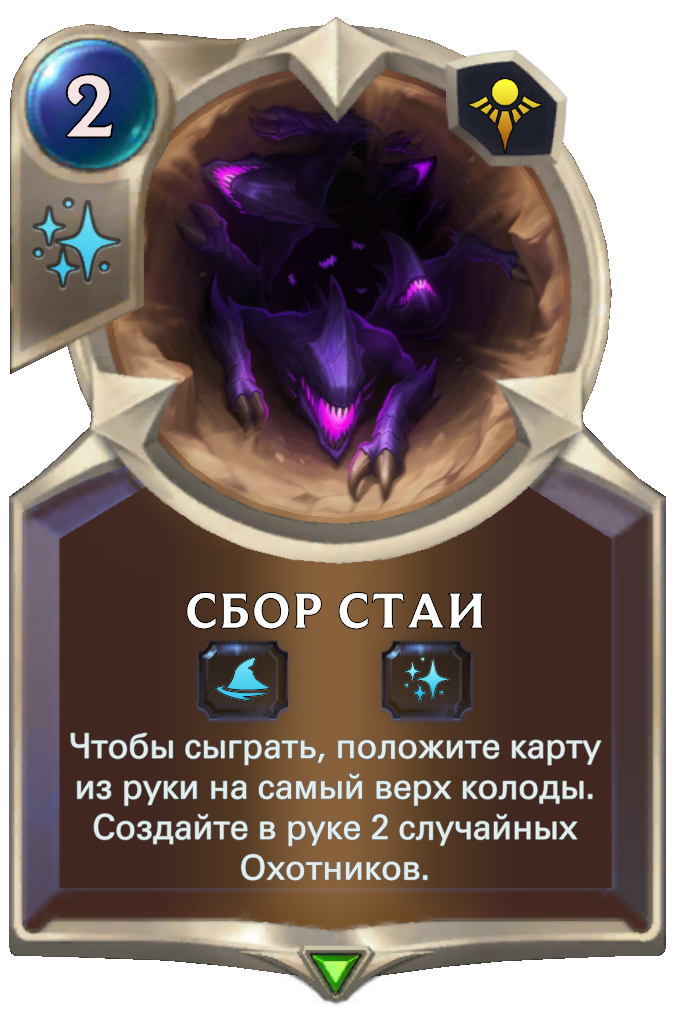 2
СБОР СТАИ
Чтобы сыграть, положите карту
из руки на самый верх колоды.
Создайте в руке 2 случайных
Охотников.